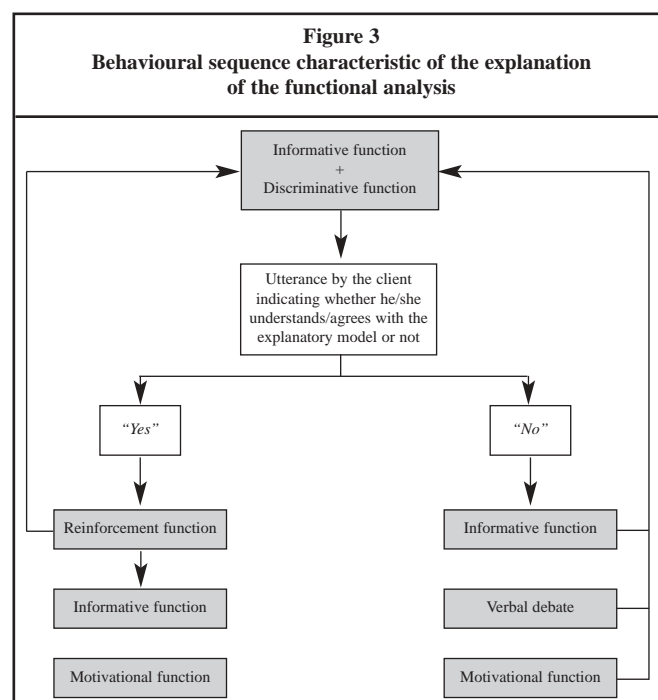 Figure 3
Behavioural sequence characteristic of the explanation
of the functional analysis
Informative function
+
Discriminative function
Utterance by the client
indicating whether he/she
understands/agrees with the
explanatory model or not
“Yes”
“No”
Reinforcement function
Informative function
Informative function
Verbal debate
Motivational function
Motivational function